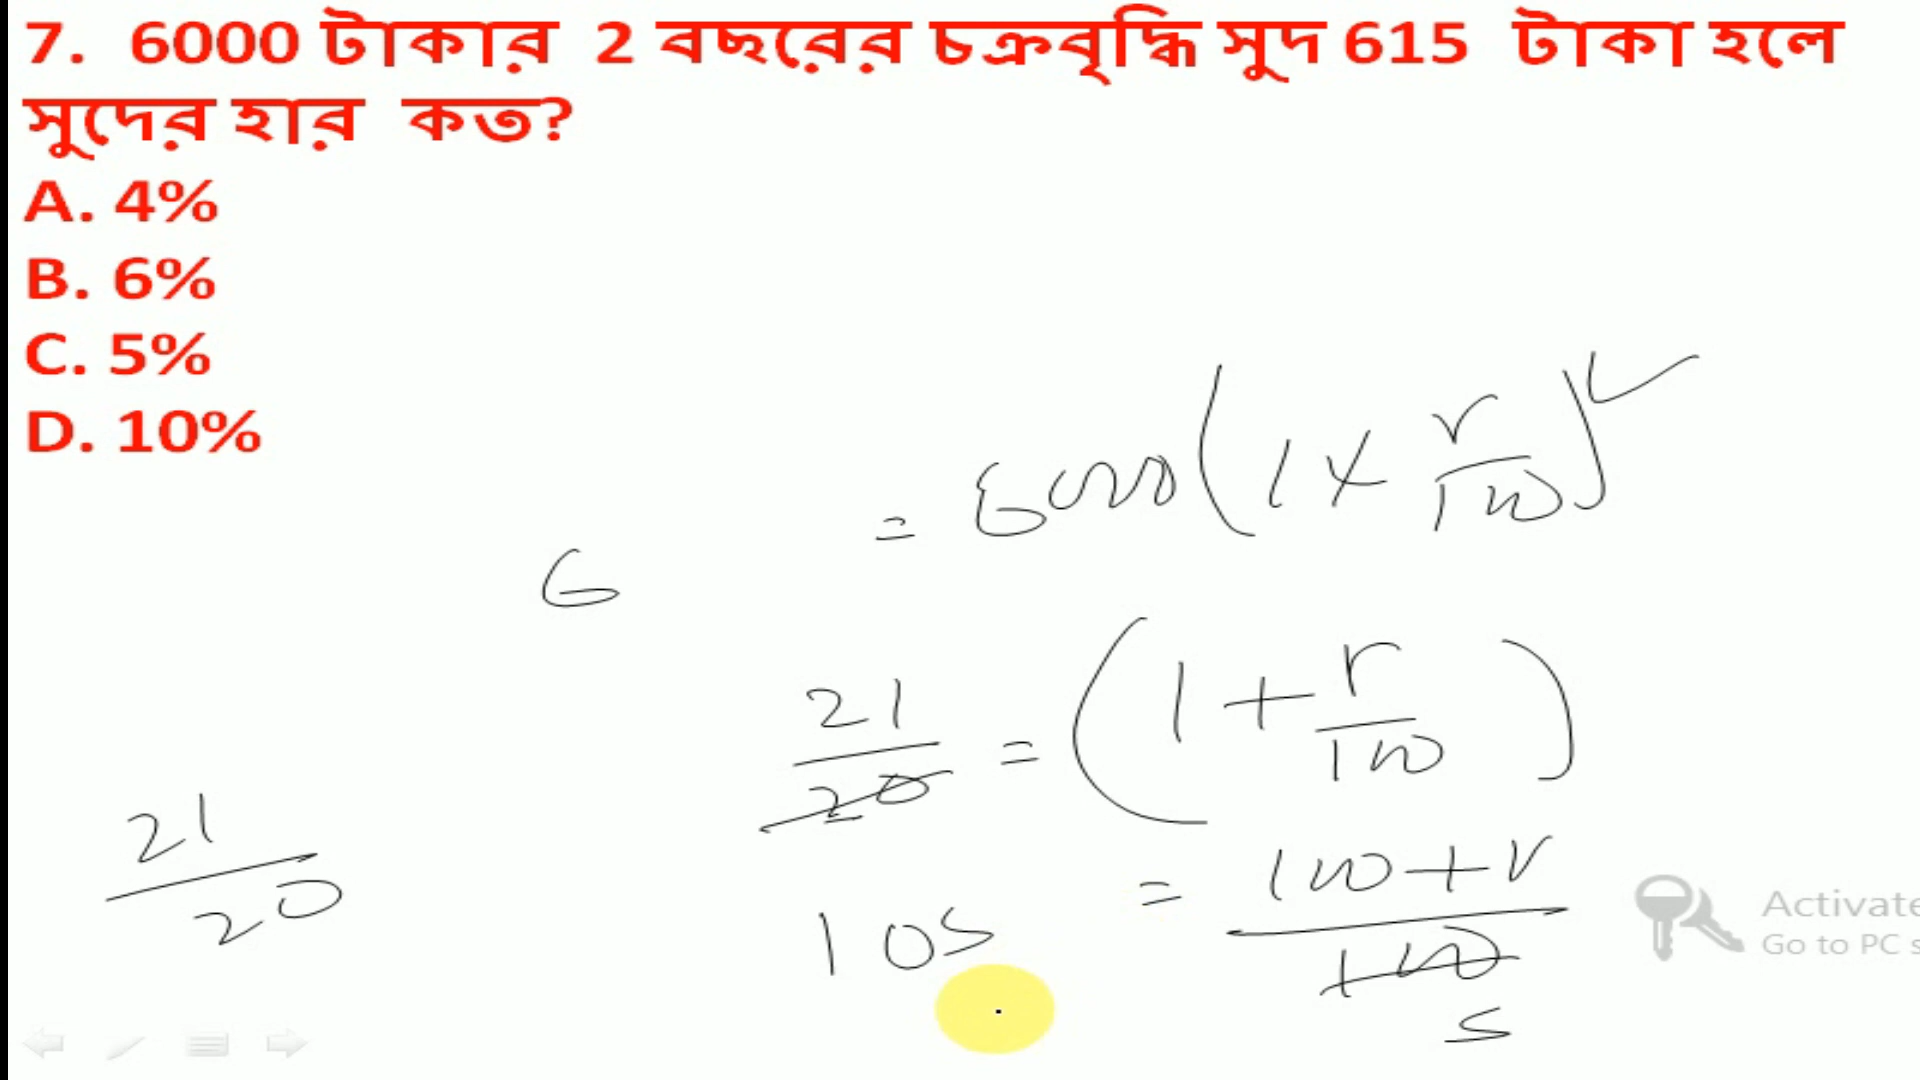 7. 6000 টাকার 2 বছরের চক্রবৃদ্ধি সুদ 615 টাকা হলে
সুদের হার কত?
A. 4%
B. 6%
C. 5%
D. 10%
= 6000 (1 + r/100)²
6
21/20 = (1 + r/100)
21/20
105 = 100 + r/100
5
Activate
Go to PC s